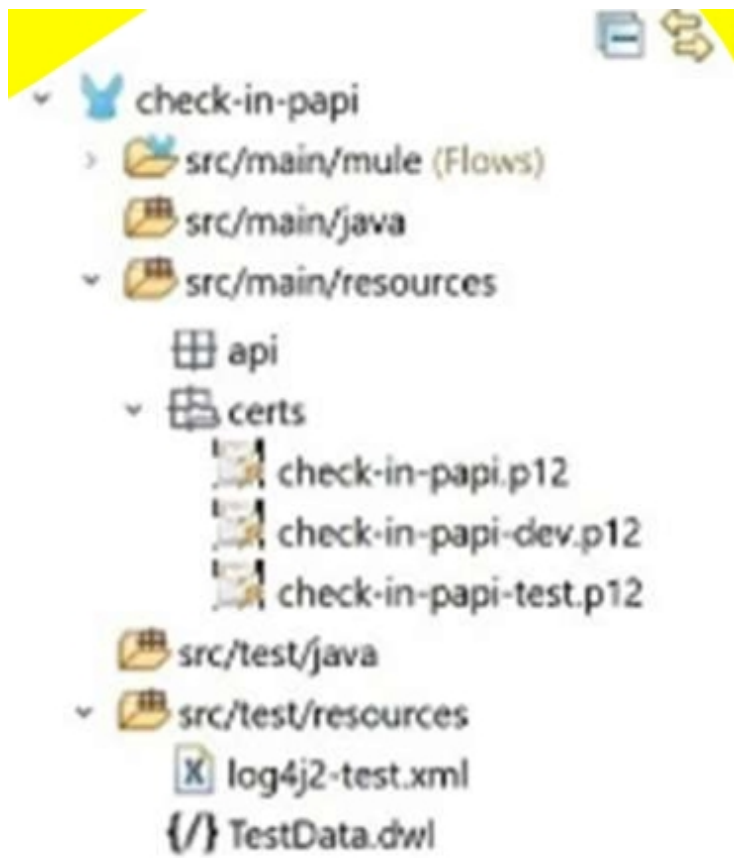 check-in-papi
src/main/mule (Flows)
src/main/java
src/main/resources
api
certs
check-in-papi.p12
check-in-papi-dev.p12
check-in-papi-test.p12
src/test/java
src/test/resources
log4j2-test.xml
{/} TestData.dwl